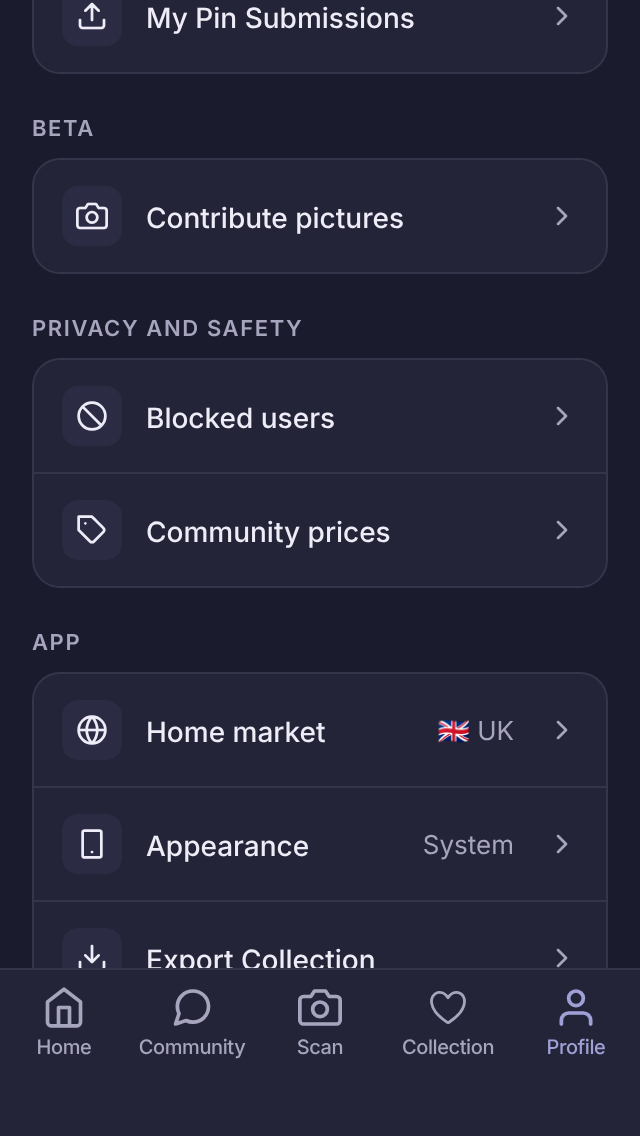 My Pin Submissions
BETA
Contribute pictures
PRIVACY AND SAFETY
Blocked users
Community prices
APP
Home market 🇬🇧 UK
Appearance System
Export Collection
Home Community Scan Collection Profile